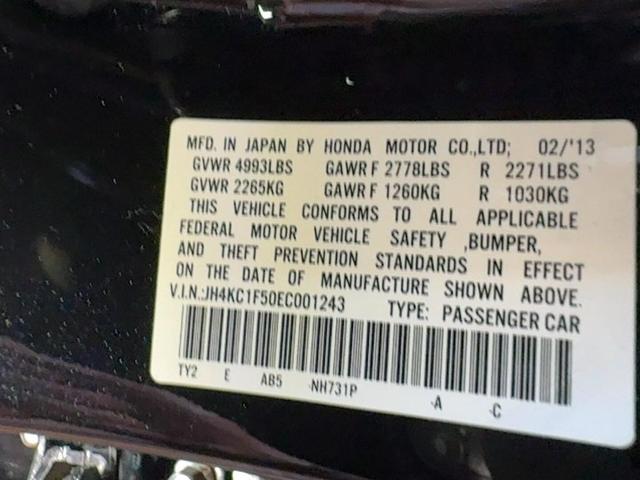 MFD. IN JAPAN BY HONDA MOTOR CO.,LTD; 02/'13
GVWR 4993LBS GAWR F 2778LBS R 2271LBS
GVWR 2265KG GAWR F 1260KG R 1030KG
THIS VEHICLE CONFORMS TO ALL APPLICABLE
FEDERAL MOTOR VEHICLE SAFETY ,BUMPER,
AND THEFT PREVENTION STANDARDS IN EFFECT
ON THE DATE OF MANUFACTURE SHOWN ABOVE.
V.I.N.:JH4KC1F50EC001243 TYPE: PASSENGER CAR
TY2 E AB5 -NH731P -A -C